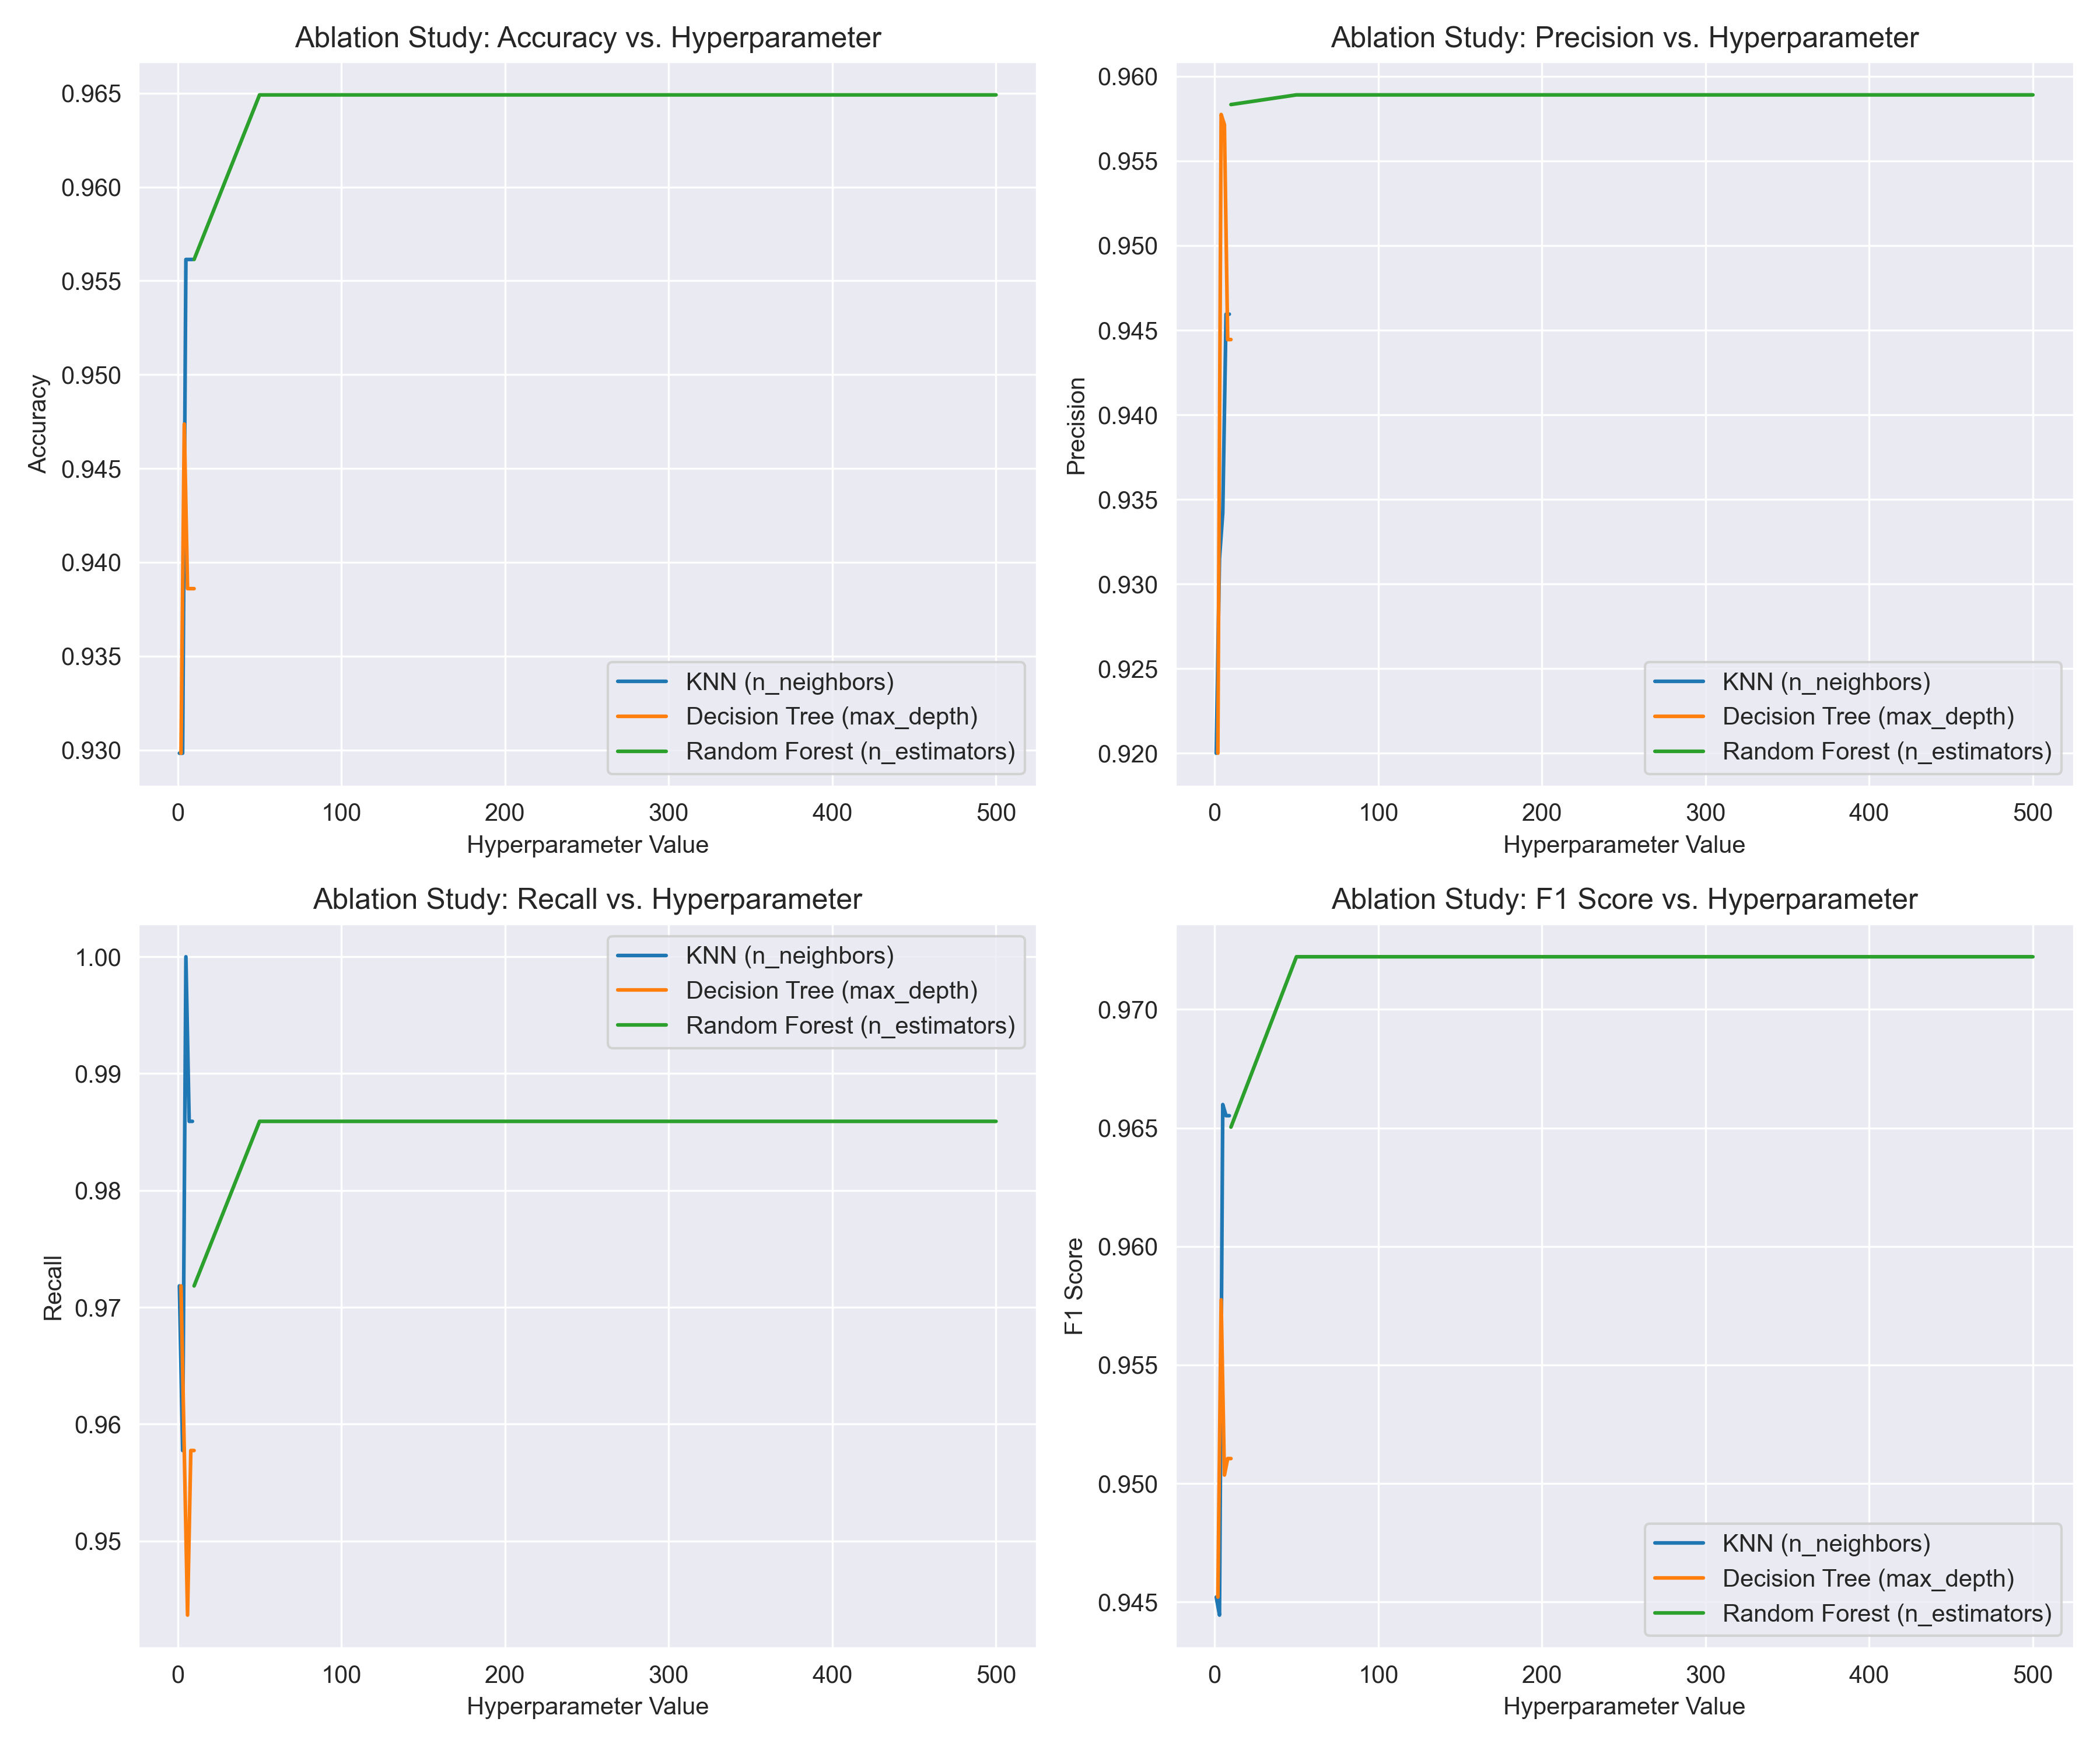 Ablation Study: Accuracy vs. Hyperparameter
0.965
0.960
0.955
0.950
0.945
0.940
0.935
0.930
Accuracy
KNN (n_neighbors)
Decision Tree (max_depth)
Random Forest (n_estimators)
0 100 200 300 400 500
Hyperparameter Value
Ablation Study: Precision vs. Hyperparameter
0.960
0.955
0.950
0.945
0.940
0.935
0.930
0.925
0.920
Precision
KNN (n_neighbors)
Decision Tree (max_depth)
Random Forest (n_estimators)
0 100 200 300 400 500
Hyperparameter Value
Ablation Study: Recall vs. Hyperparameter
1.00
0.99
0.98
0.97
0.96
0.95
Recall
KNN (n_neighbors)
Decision Tree (max_depth)
Random Forest (n_estimators)
0 100 200 300 400 500
Hyperparameter Value
Ablation Study: F1 Score vs. Hyperparameter
0.970
0.965
0.960
0.955
0.950
0.945
F1 Score
KNN (n_neighbors)
Decision Tree (max_depth)
Random Forest (n_estimators)
0 100 200 300 400 500
Hyperparameter Value